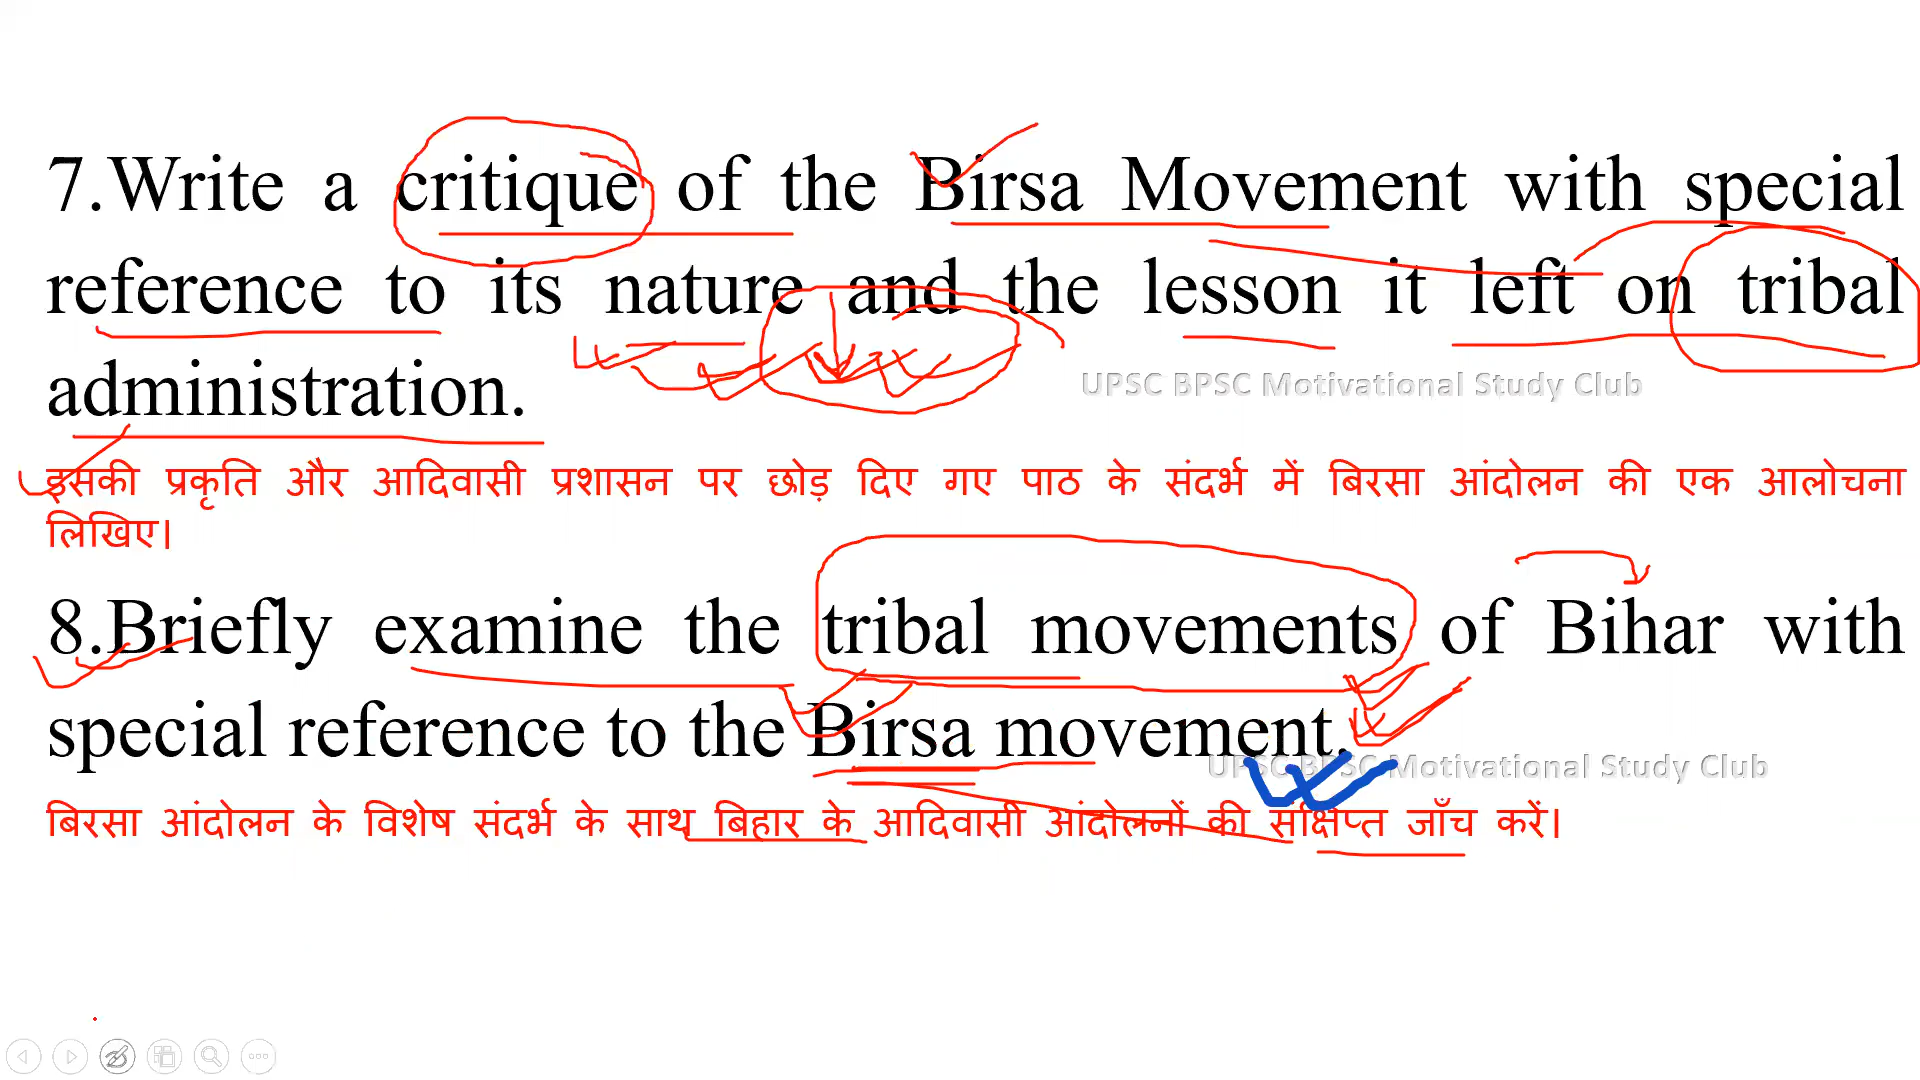 7.Write a critique of the Birsa Movement with special
reference to its nature and the lesson it left on tribal
administration.
UPSC BPSC Motivational Study Club
इसकी प्रकृति और आदिवासी प्रशासन पर छोड़ दिए गए पाठ के संदर्भ में बिरसा आंदोलन की एक आलोचना
लिखिए।
8.Briefly examine the tribal movements of Bihar with
special reference to the Birsa movement.
UPSC BPSC Motivational Study Club
बिरसा आंदोलन के विशेष संदर्भ के साथ बिहार के आदिवासी आंदोलनों की संक्षिप्त जाँच करें।